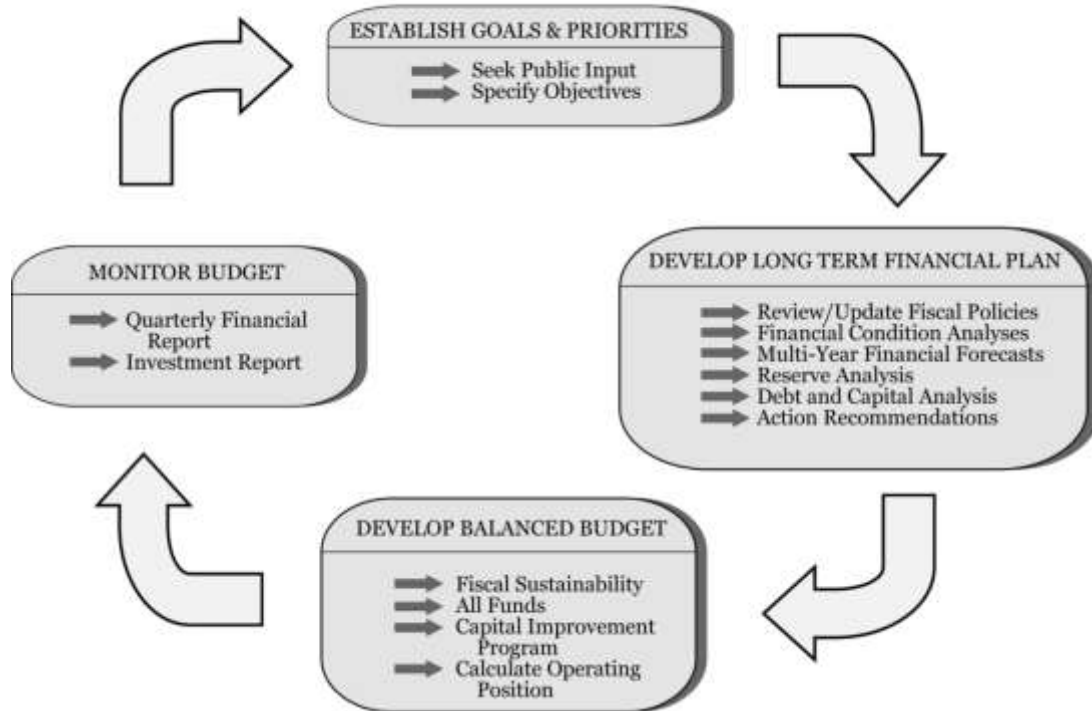 ESTABLISH GOALS & PRIORITIES
Seek Public Input
Specify Objectives
DEVELOP LONG TERM FINANCIAL PLAN
Review/Update Fiscal Policies
Financial Condition Analyses
Multi-Year Financial Forecasts
Reserve Analysis
Debt and Capital Analysis
Action Recommendations
DEVELOP BALANCED BUDGET
Fiscal Sustainability
All Funds
Capital Improvement
Program
Calculate Operating
Position
MONITOR BUDGET
Quarterly Financial
Report
Investment Report